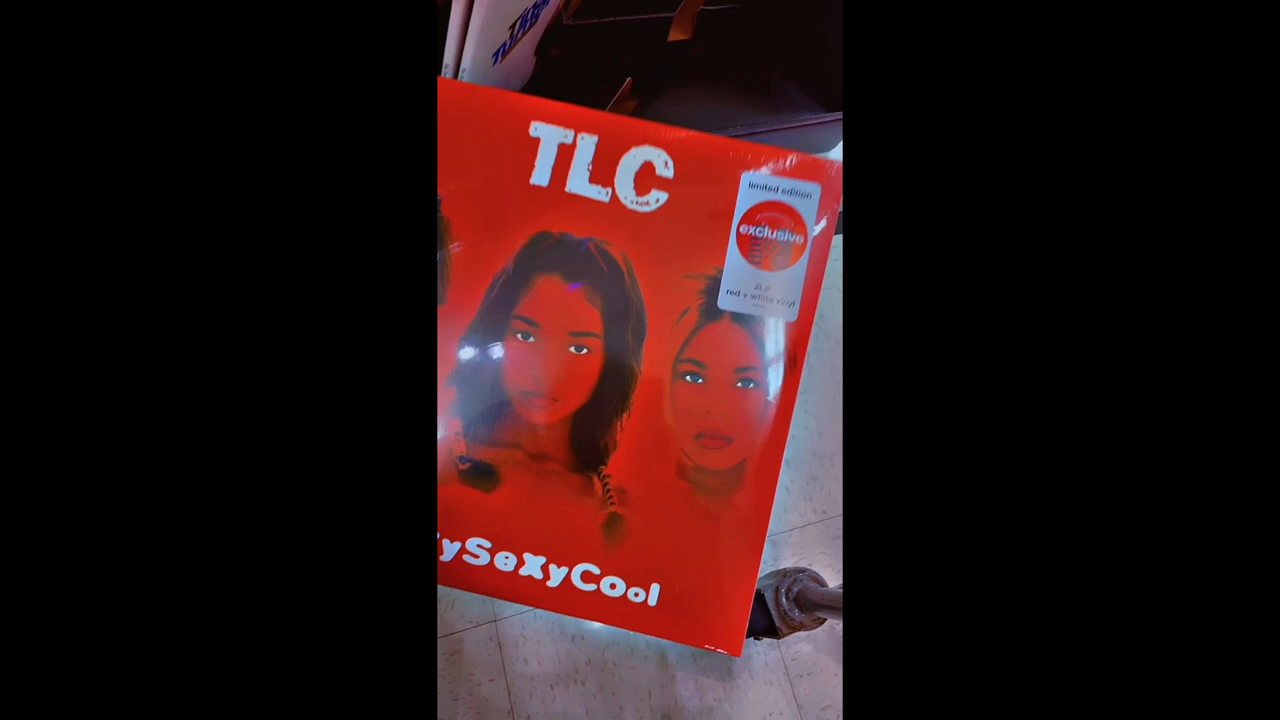 TLC
limited edition
exclusive
2LP
red + white vinyl
ySexyCool